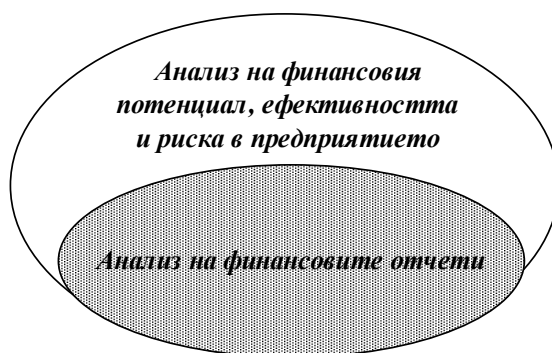 Анализ на финансовия
потенциал, ефективността
и риска в предприятието
Анализ на финансовите отчети